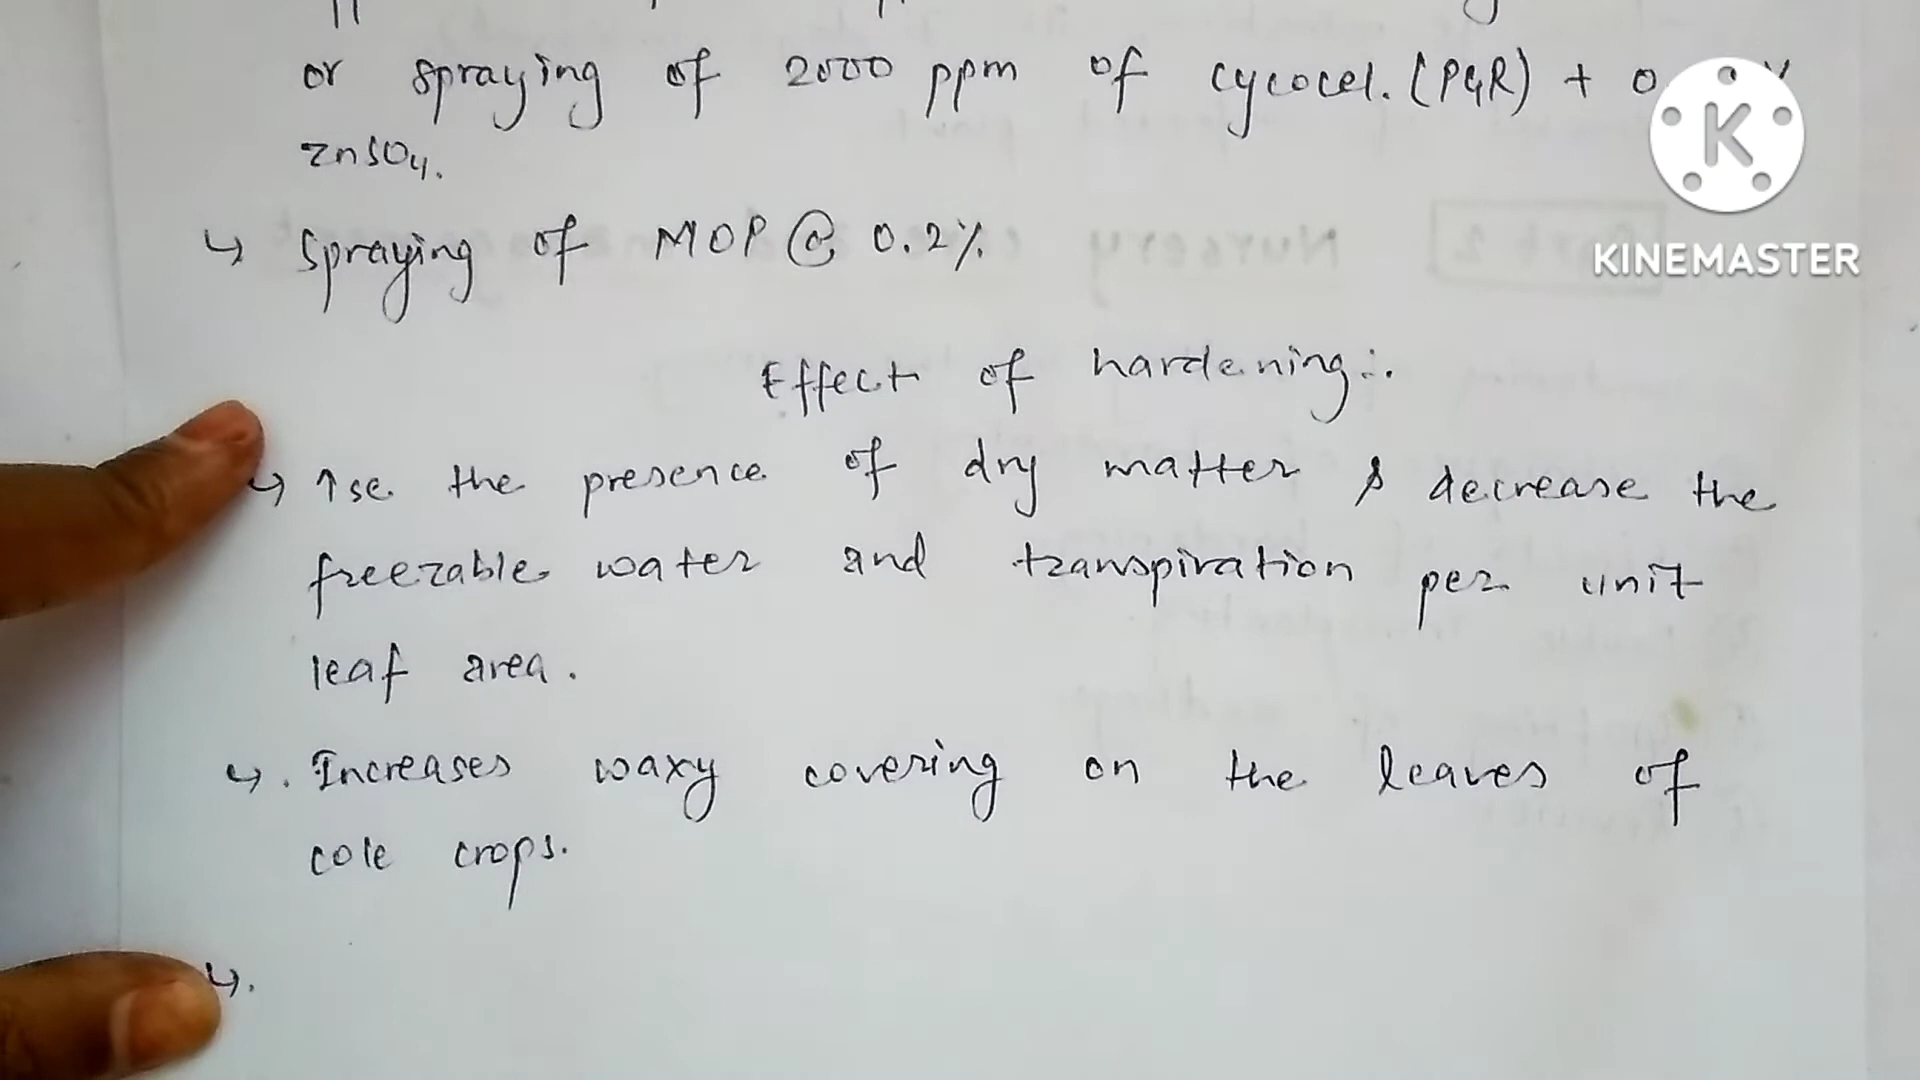 or spraying of 2000 ppm of cycocel. (PGR) +
ZnSO4.
↳ Spraying of MOP @ 0.2%
Effect of hardening:.
↳ ↑se the presence of dry matter & decrease the
freezable water and transpiration per unit
leaf area.
↳. Increases waxy covering on the leaves of
cole crops.
↳.
K
KINEMASTER